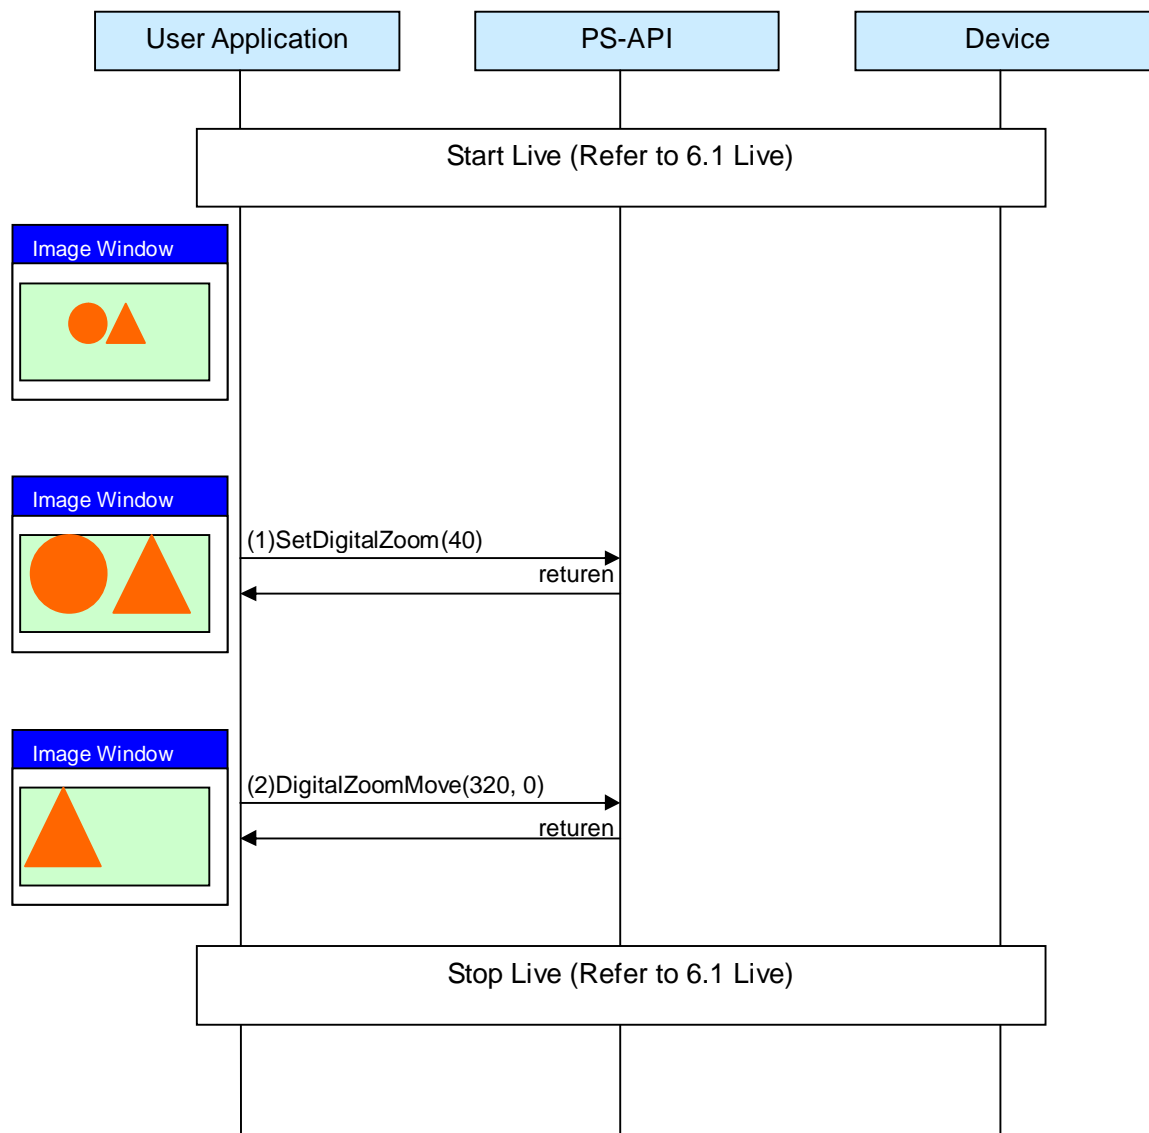 User Application
PS-API
Device
Start Live (Refer to 6.1 Live)
Image Window
Image Window
(1)SetDigitalZoom(40)
returen
Image Window
(2)DigitalZoomMove(320, 0)
returen
Stop Live (Refer to 6.1 Live)